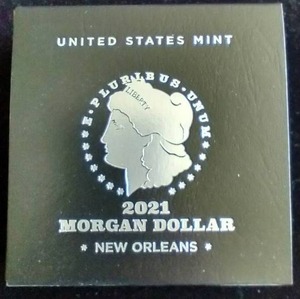 UNITED STATES MINT
E·PLURIBUS·UNUM
LIBERTY
2021
MORGAN DOLLAR
* NEW ORLEANS *